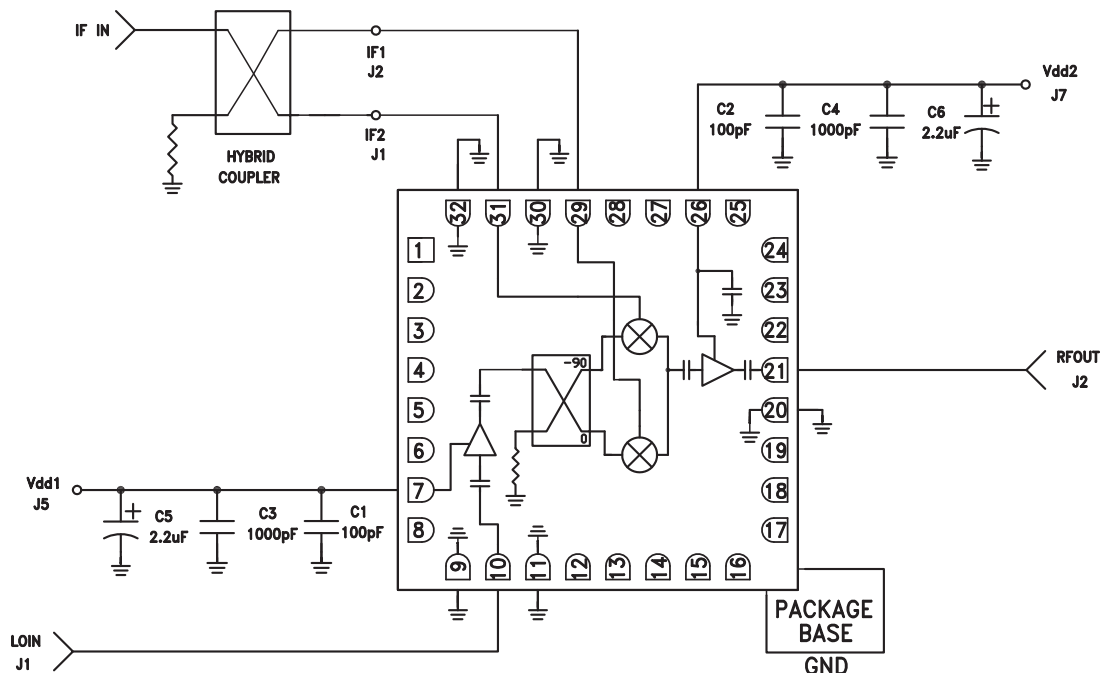 IF IN
IF1
J2
IF2
J1
HYBRID
COUPLER
Vdd2
J7
C2
100pF
C4
1000pF
C6
2.2uF
+
32
31
30
29
28
27
26
25
1
2
3
4
5
6
7
8
24
23
22
21
20
19
18
17
-90
0
RFOUT
J2
Vdd1
J5
+
C5
2.2uF
C3
1000pF
C1
100pF
9
10
11
12
13
14
15
16
LOIN
J1
PACKAGE
BASE
GND